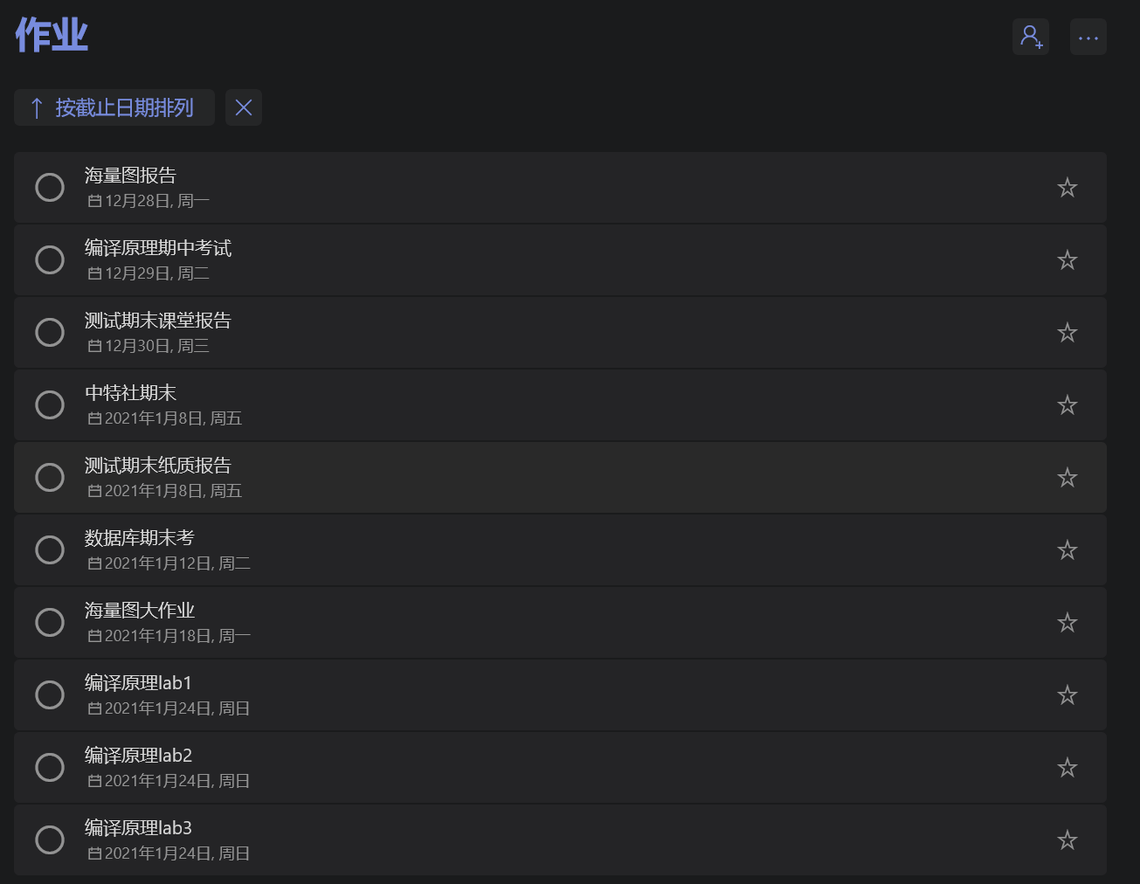 作业
按截止日期排列
海量图报告
12月28日, 周一
编译原理期中考试
12月29日, 周二
测试期末课堂报告
12月30日, 周三
中特社期末
2021年1月8日, 周五
测试期末纸质报告
2021年1月8日, 周五
数据库期末考
2021年1月12日, 周二
海量图大作业
2021年1月18日, 周一
编译原理lab1
2021年1月24日, 周日
编译原理lab2
2021年1月24日, 周日
编译原理lab3
2021年1月24日, 周日